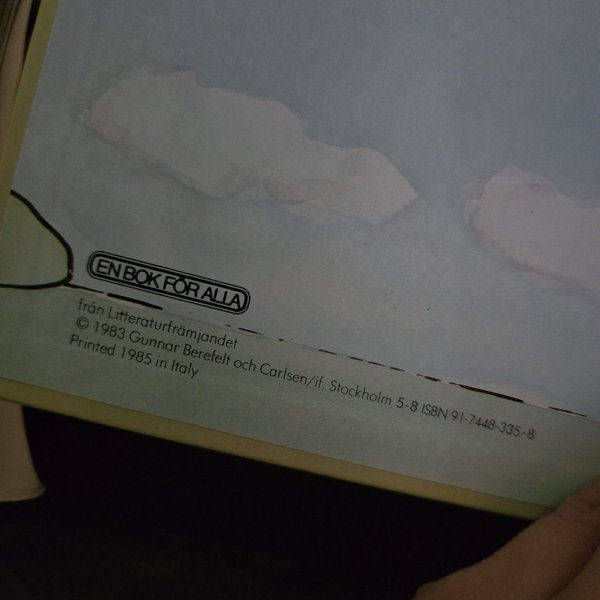 EN BOK FÖR ALLA
från Litteraturfrämjandet
© 1983 Gunnar Berefelt och Carlsen/if, Stockholm 5-8 ISBN 91-7448-335-8
Printed 1985 in Italy